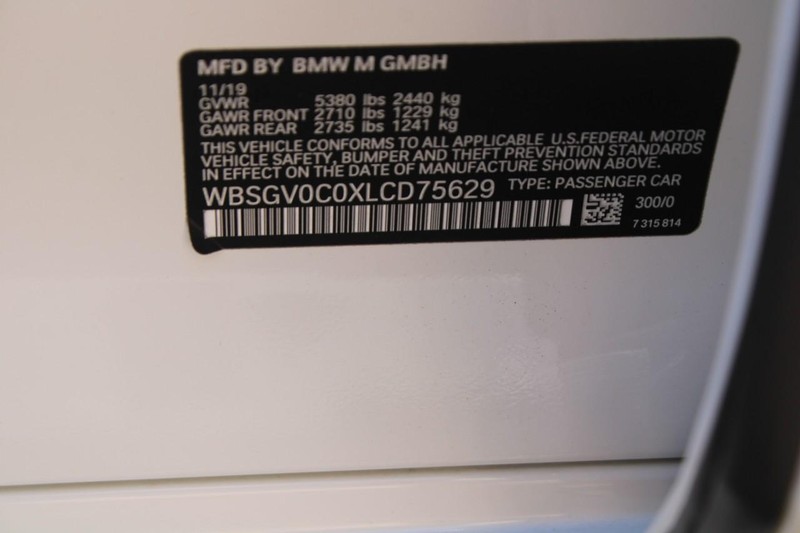 MFD BY BMW M GMBH
11/19
GVWR 5380 lbs 2440 kg
GAWR FRONT 2710 lbs 1229 kg
GAWR REAR 2735 lbs 1241 kg
THIS VEHICLE CONFORMS TO ALL APPLICABLE U.S.FEDERAL MOTOR
VEHICLE SAFETY, BUMPER AND THEFT PREVENTION STANDARDS
IN EFFECT ON THE DATE OF MANUFACTURE SHOWN ABOVE.
WBSGV0C0XLCD75629 TYPE: PASSENGER CAR
300/0
7 315 814